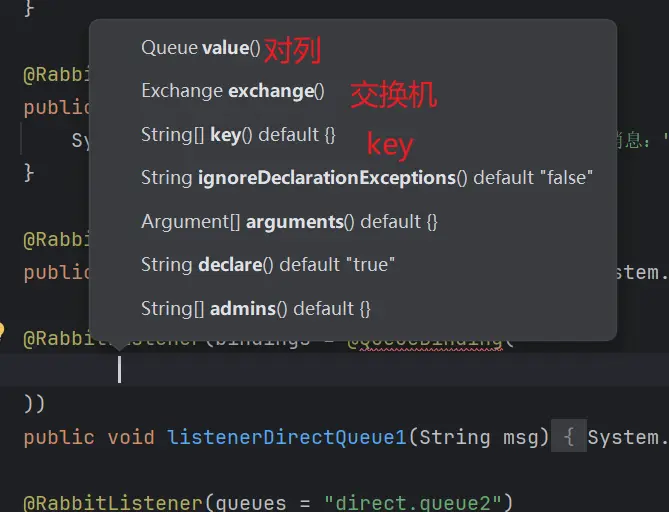 }
Queue value() 对列
@Rabbi
Exchange exchange() 交换机
public
String[] key() default {} key
Sy 消息："
}
String ignoreDeclarationExceptions() default "false"
Argument[] arguments() default {}
@Rabbi
String declare() default "true"
public stem.
String[] admins() default {}
@RabbitListener(bindings = @QueueBinding(
))
public void listenerDirectQueue1(String msg) { System.
@RabbitListener(queues = "direct.queue2")